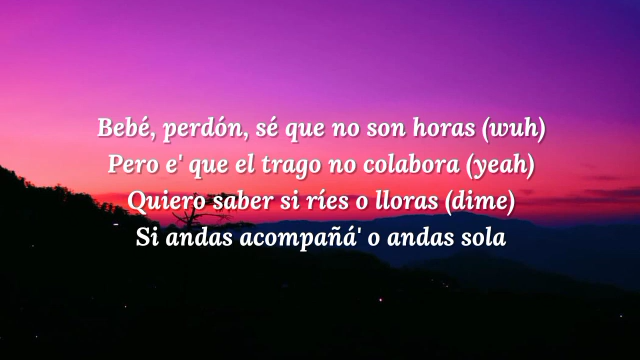 Bebé, perdón, sé que no son horas (wuh)
Pero e' que el trago no colabora (yeah)
Quiero saber si ríes o lloras (dime)
Si andas acompañá' o andas sola